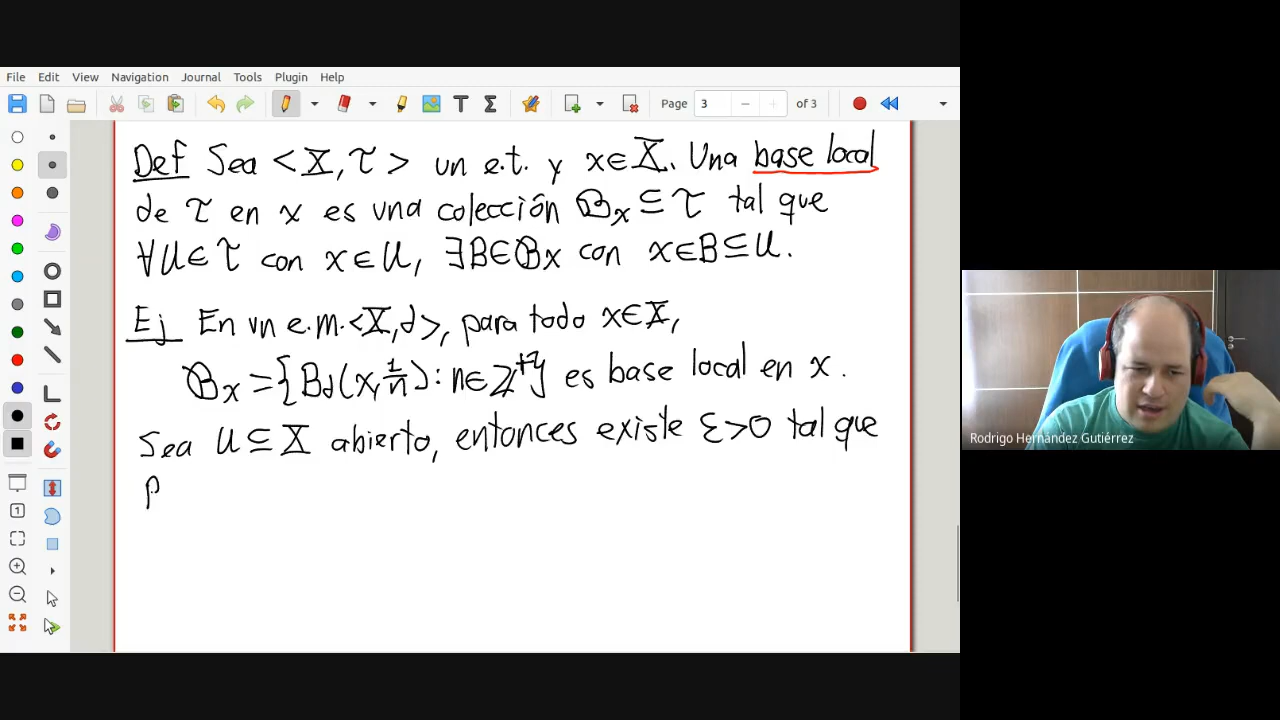 File Edit View Navigation Journal Tools Plugin Help
Page 3 of 3
Def Sea <X, τ> un e.t. y x∈X. Una base local
de τ en x es una colección ℬx ⊆ τ tal que
∀U∈τ con x∈U, ∃B∈ℬx con x∈B⊆U.
Ej En un e.m. <X,d>, para todo x∈X,
ℬx = {Bd(x, 1/n) : n∈ℤ⁺} es base local en x.
Sea U⊆X abierto, entonces existe ε>0 tal que
Rodrigo Hernández Gutiérrez